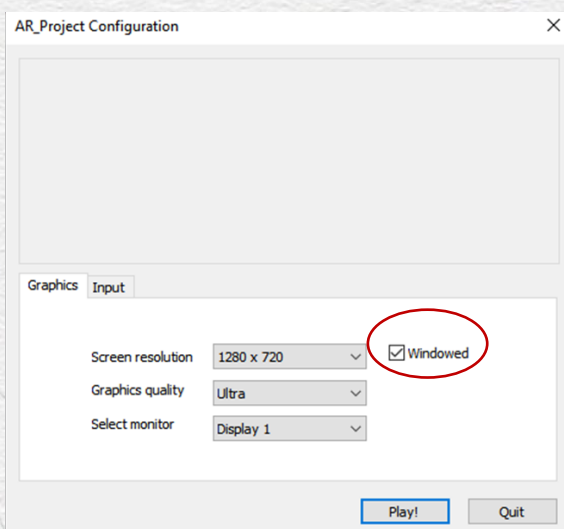 AR_Project Configuration
Graphics Input
Screen resolution 1280 x 720 Windowed
Graphics quality Ultra
Select monitor Display 1
Play! Quit